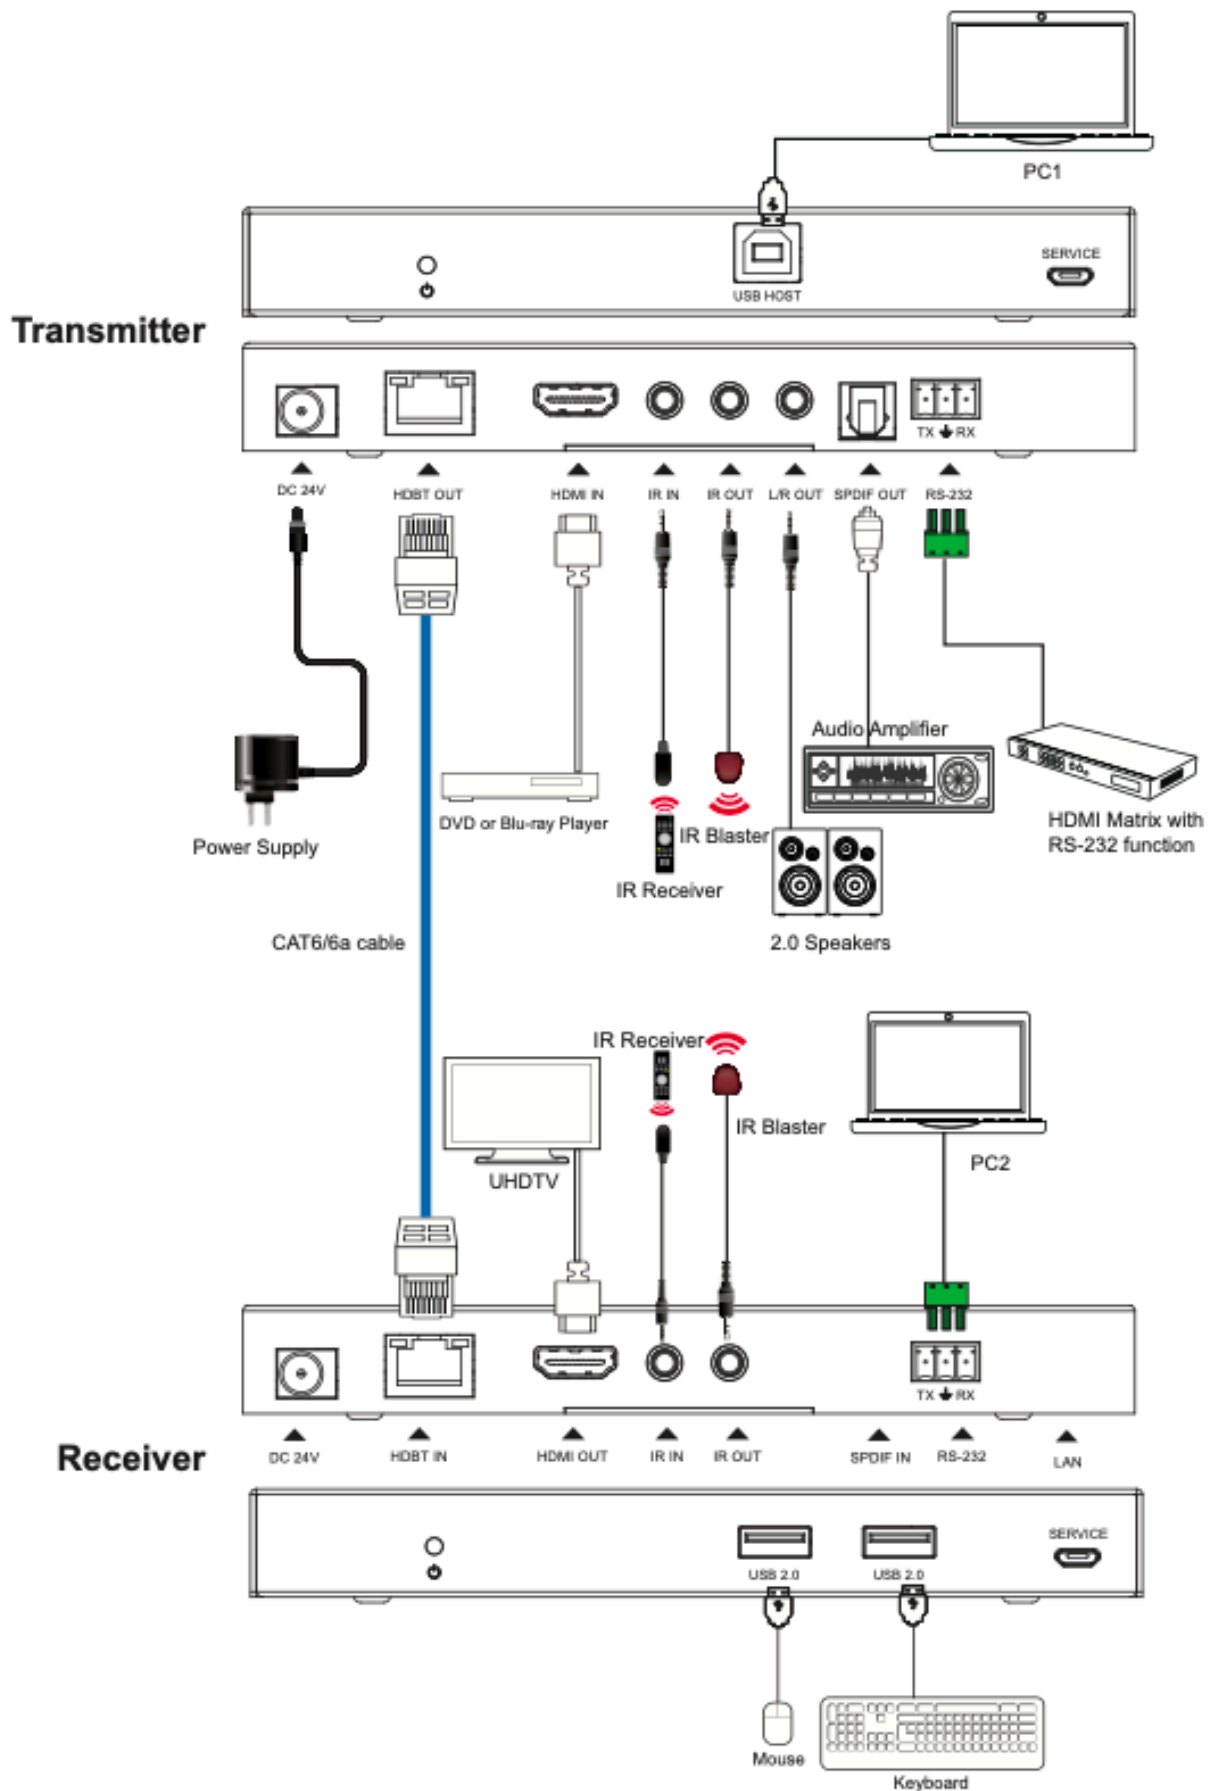 PC1
SERVICE
USB HOST
Transmitter
TX RX
DC 24V HDBT OUT HDMI IN IR IN IR OUT L/R OUT SPDIF OUT RS-232
Audio Amplifier
HDMI Matrix with
RS-232 function
DVD or Blu-ray Player
IR Blaster
Power Supply
IR Receiver
CAT6/6a cable
2.0 Speakers
IR Receiver
IR Blaster
PC2
UHDTV
TX RX
Receiver
DC 24V HDBT IN HDMI OUT IR IN IR OUT SPDIF IN RS-232 LAN
SERVICE
USB 2.0 USB 2.0
Mouse
Keyboard